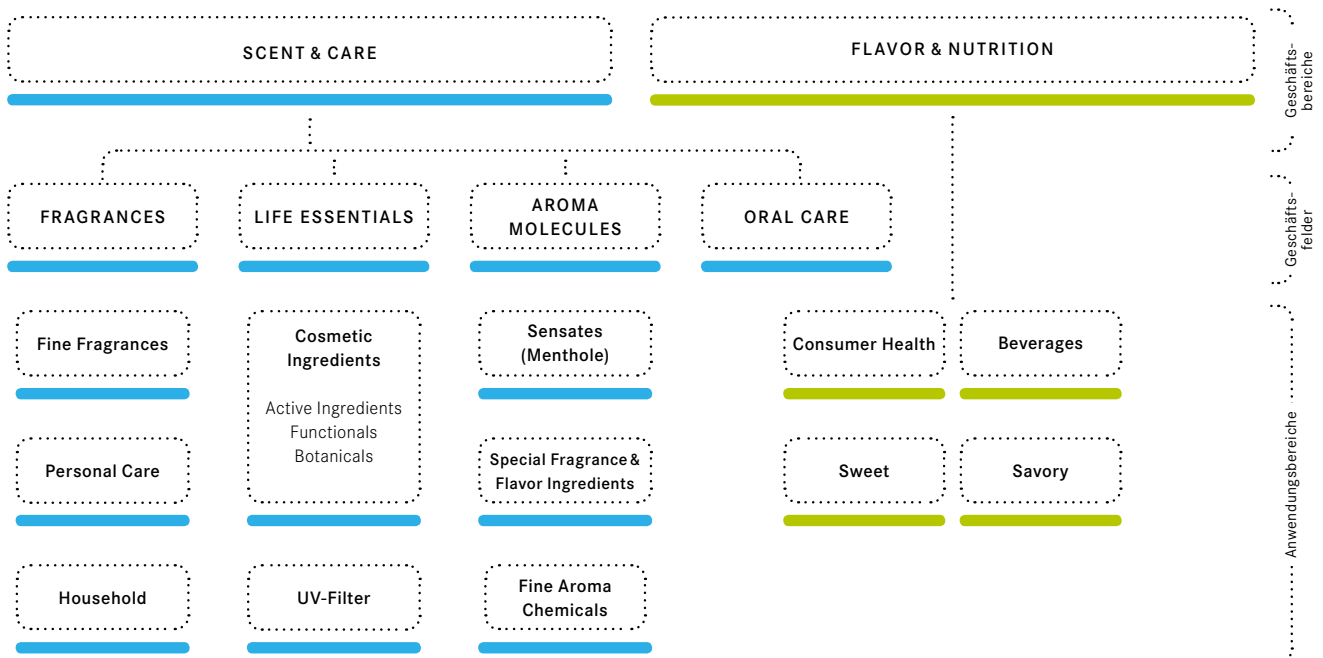 SCENT & CARE
FLAVOR & NUTRITION
Geschäfts-
bereiche
FRAGRANCES
LIFE ESSENTIALS
AROMA
MOLECULES
ORAL CARE
Geschäfts-
felder
Fine Fragrances
Cosmetic
Ingredients
Active Ingredients
Functionals
Botanicals
Sensates
(Menthole)
Consumer Health
Beverages
Personal Care
Special Fragrance &
Flavor Ingredients
Sweet
Savory
Anwendungsbereiche
Household
UV-Filter
Fine Aroma
Chemicals